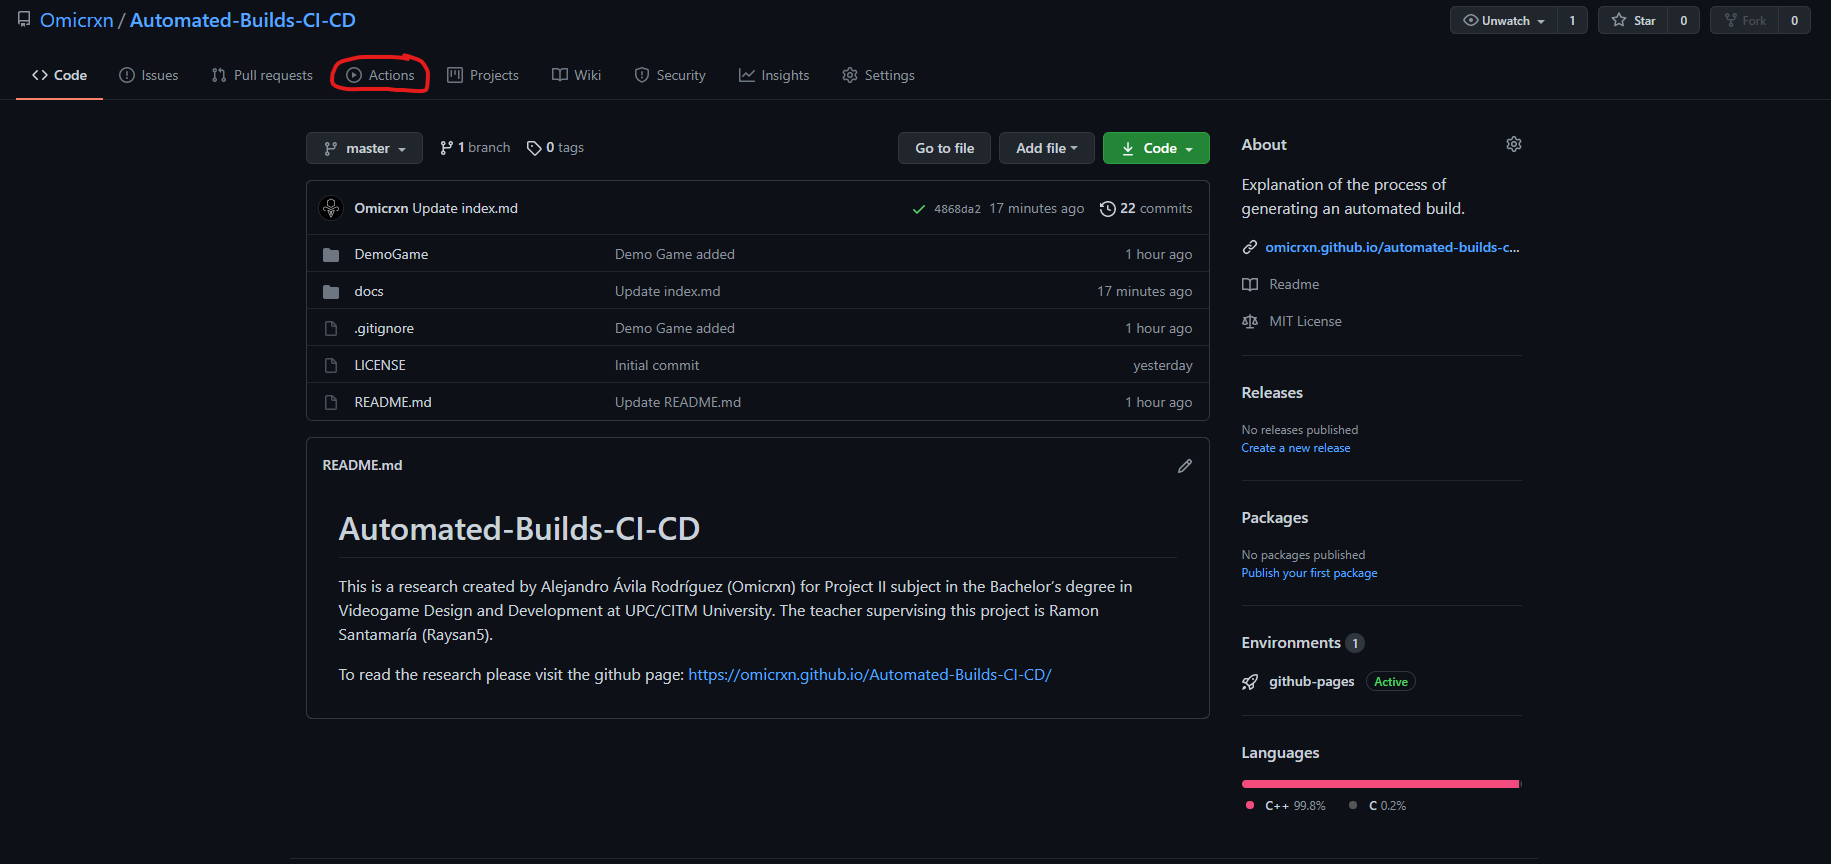 Omicrxn / Automated-Builds-CI-CD
Unwatch 1 Star 0 Fork 0
Code Issues Pull requests Actions Projects Wiki Security Insights Settings
master 1 branch 0 tags Go to file Add file Code
Omicrxn Update index.md 4868da2 17 minutes ago 22 commits
DemoGame Demo Game added 1 hour ago
docs Update index.md 17 minutes ago
.gitignore Demo Game added 1 hour ago
LICENSE Initial commit yesterday
README.md Update README.md 1 hour ago
README.md
Automated-Builds-CI-CD
This is a research created by Alejandro Ávila Rodríguez (Omicrxn) for Project II subject in the Bachelor’s degree in
Videogame Design and Development at UPC/CITM University. The teacher supervising this project is Ramon
Santamaría (Raysan5).
To read the research please visit the github page: https://omicrxn.github.io/Automated-Builds-CI-CD/
About
Explanation of the process of
generating an automated build.
omicrxn.github.io/automated-builds-c...
Readme
MIT License
Releases
No releases published
Create a new release
Packages
No packages published
Publish your first package
Environments 1
github-pages Active
Languages
C++ 99.8% C 0.2%